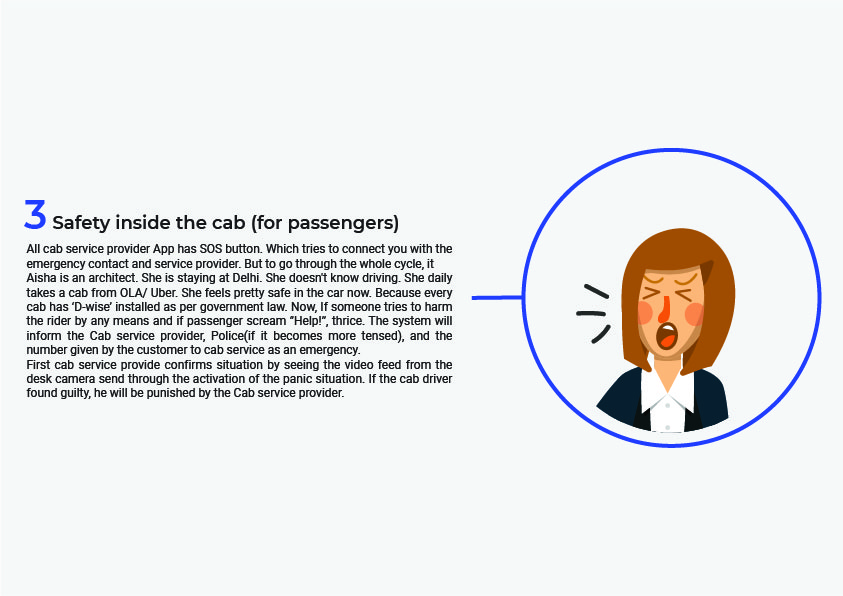 3 Safety inside the cab (for passengers)
All cab service provider App has SOS button. Which tries to connect you with the
emergency contact and service provider. But to go through the whole cycle, it
Aisha is an architect. She is staying at Delhi. She doesn't know driving. She daily
takes a cab from OLA/ Uber. She feels pretty safe in the car now. Because every
cab has ‘D-wise’ installed as per government law. Now, If someone tries to harm
the rider by any means and if passenger scream “Help!”, thrice. The system will
inform the Cab service provider, Police(if it becomes more tensed), and the
number given by the customer to cab service as an emergency.
First cab service provide confirms situation by seeing the video feed from the
desk camera send through the activation of the panic situation. If the cab driver
found guilty, he will be punished by the Cab service provider.